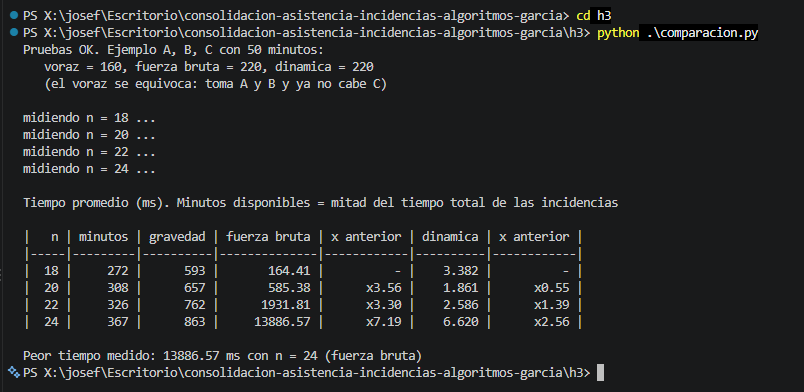 PS X:\josef\Escritorio\consolidacion-asistencia-incidencias-algoritmos-garcia> cd h3
PS X:\josef\Escritorio\consolidacion-asistencia-incidencias-algoritmos-garcia\h3> python .\comparacion.py
Pruebas OK. Ejemplo A, B, C con 50 minutos:
   voraz = 160, fuerza bruta = 220, dinamica = 220
   (el voraz se equivoca: toma A y B y ya no cabe C)
midiendo n = 18 ...
midiendo n = 20 ...
midiendo n = 22 ...
midiendo n = 24 ...
Tiempo promedio (ms). Minutos disponibles = mitad del tiempo total de las incidencias
|   n | minutos | gravedad | fuerza bruta | x anterior | dinamica | x anterior |
|-----|---------|----------|--------------|------------|----------|------------|
|  18 |     272 |      593 |       164.41 |          - |    3.382 |          - |
|  20 |     308 |      657 |       585.38 |      x3.56 |    1.861 |      x0.55 |
|  22 |     326 |      762 |      1931.81 |      x3.30 |    2.586 |      x1.39 |
|  24 |     367 |      863 |     13886.57 |      x7.19 |    6.620 |      x2.56 |
Peor tiempo medido: 13886.57 ms con n = 24 (fuerza bruta)
PS X:\josef\Escritorio\consolidacion-asistencia-incidencias-algoritmos-garcia\h3>